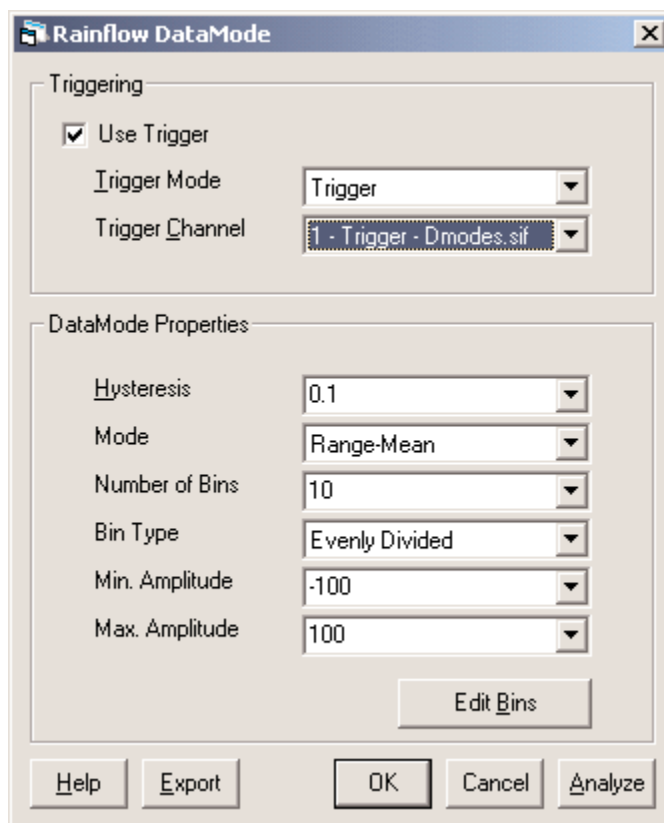 Rainflow DataMode
Triggering
Use Trigger
Trigger Mode Trigger
Trigger Channel 1 - Trigger - Dmodes.sif
DataMode Properties
Hysteresis 0.1
Mode Range-Mean
Number of Bins 10
Bin Type Evenly Divided
Min. Amplitude -100
Max. Amplitude 100
Edit Bins
Help Export OK Cancel Analyze